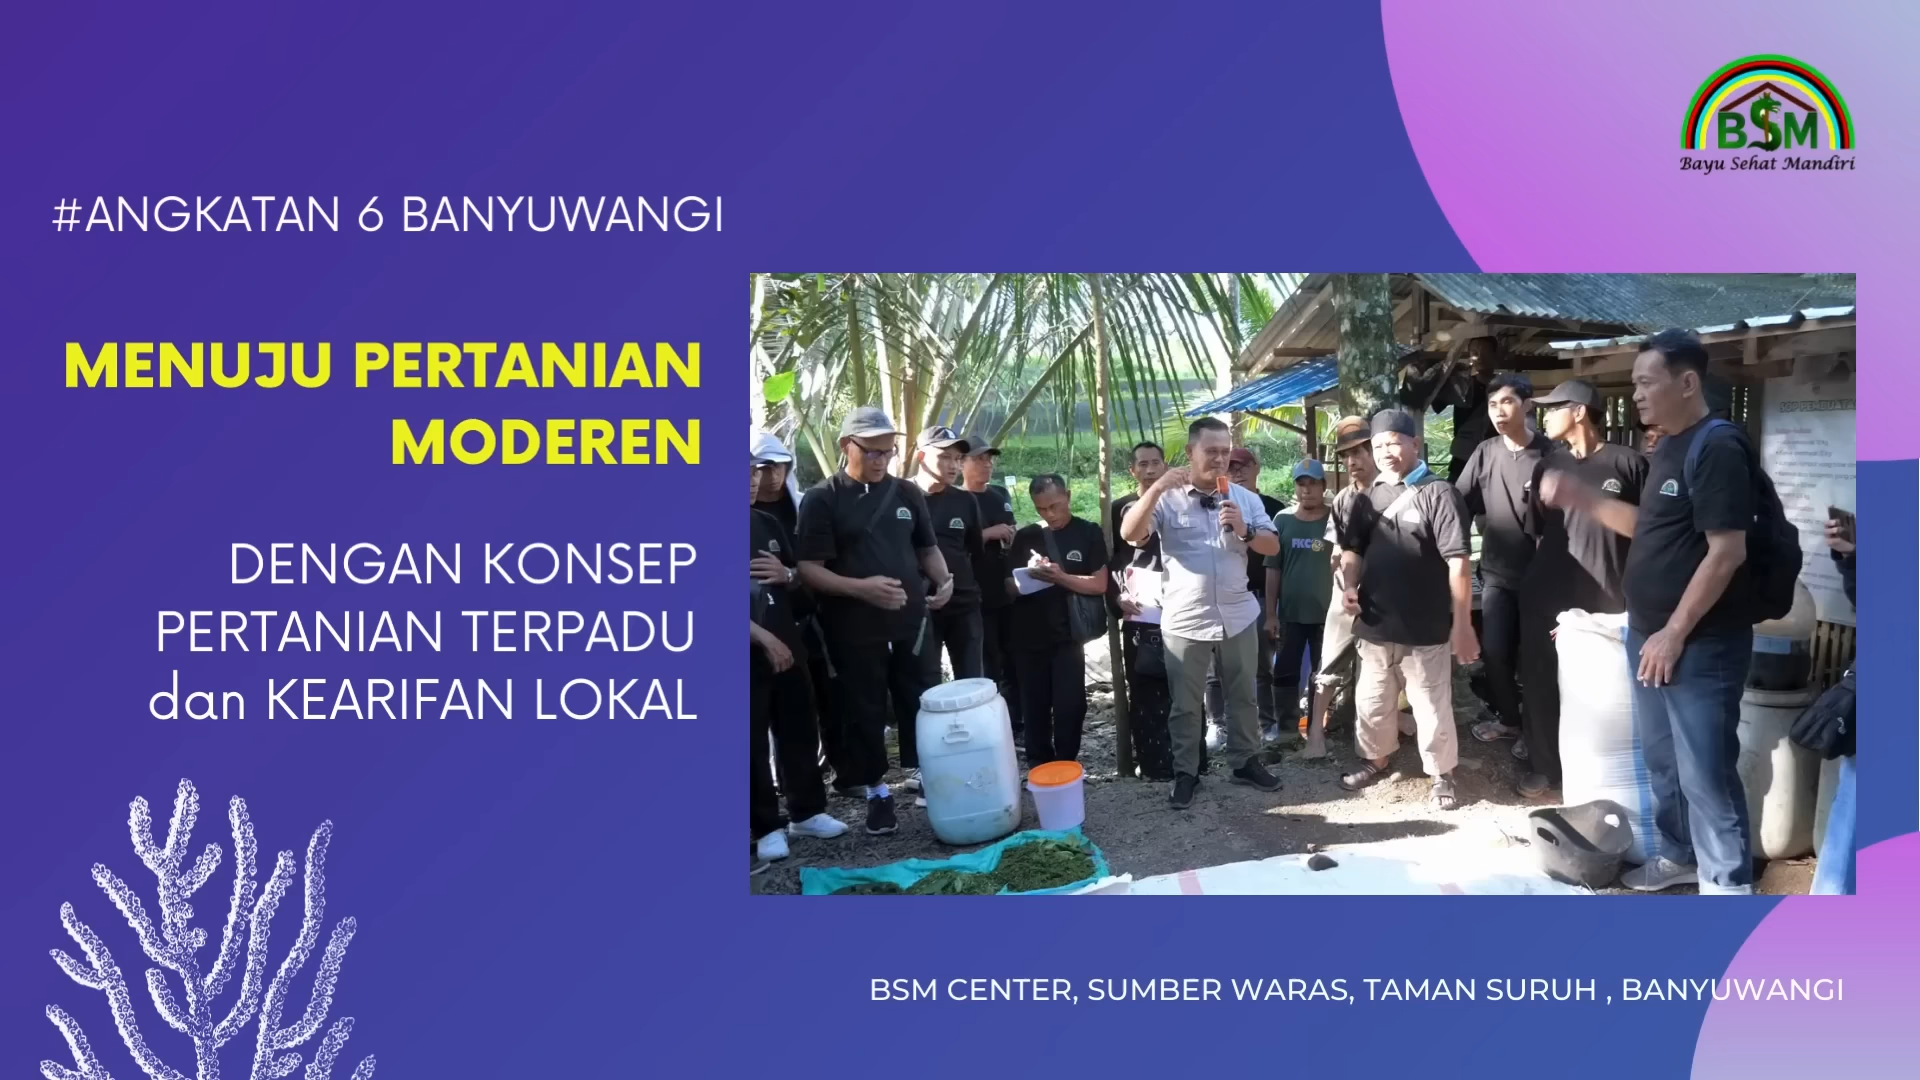 BSM
Bayu Sehat Mandiri
#ANGKATAN 6 BANYUWANGI
MENUJU PERTANIAN
MODEREN
DENGAN KONSEP
PERTANIAN TERPADU
dan KEARIFAN LOKAL
FKC
BSM CENTER, SUMBER WARAS, TAMAN SURUH , BANYUWANGI